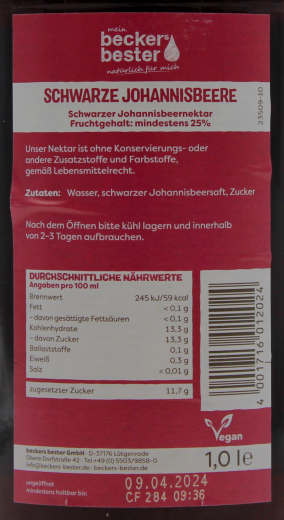 mein
beckers
bester
natürlich für mich
SCHWARZE JOHANNISBEERE
Schwarzer Johannisbeernektar
Fruchtgehalt: mindestens 25%
23509-10
Unser Nektar ist ohne Konservierungs- oder
andere Zusatzstoffe und Farbstoffe,
gemäß Lebensmittelrecht.
Zutaten: Wasser, schwarzer Johannisbeersaft, Zucker
Nach dem Öffnen bitte kühl lagern und innerhalb
von 2-3 Tagen aufbrauchen.
DURCHSCHNITTLICHE NÄHRWERTE
Angaben pro 100 ml
Brennwert 245 kJ/59 kcal
Fett < 0,1 g
- davon gesättigte Fettsäuren < 0,1 g
Kohlenhydrate 13,3 g
- davon Zucker 13,3 g
Ballaststoffe 0,1 g
Eiweiß 0,3 g
Salz < 0,01 g
zugesetzter Zucker 11,7 g
4 001716 012024
Vegan
beckers bester GmbH · D-37176 Lütgenrode
Obere Dorfstraße 42 · Tel +49 (0) 5503/9858-0
info@beckers-bester.de · beckers-bester.de
1,0 l e
ungeöffnet
mindestens haltbar bis:
09.04.2024
CF 284 09:36